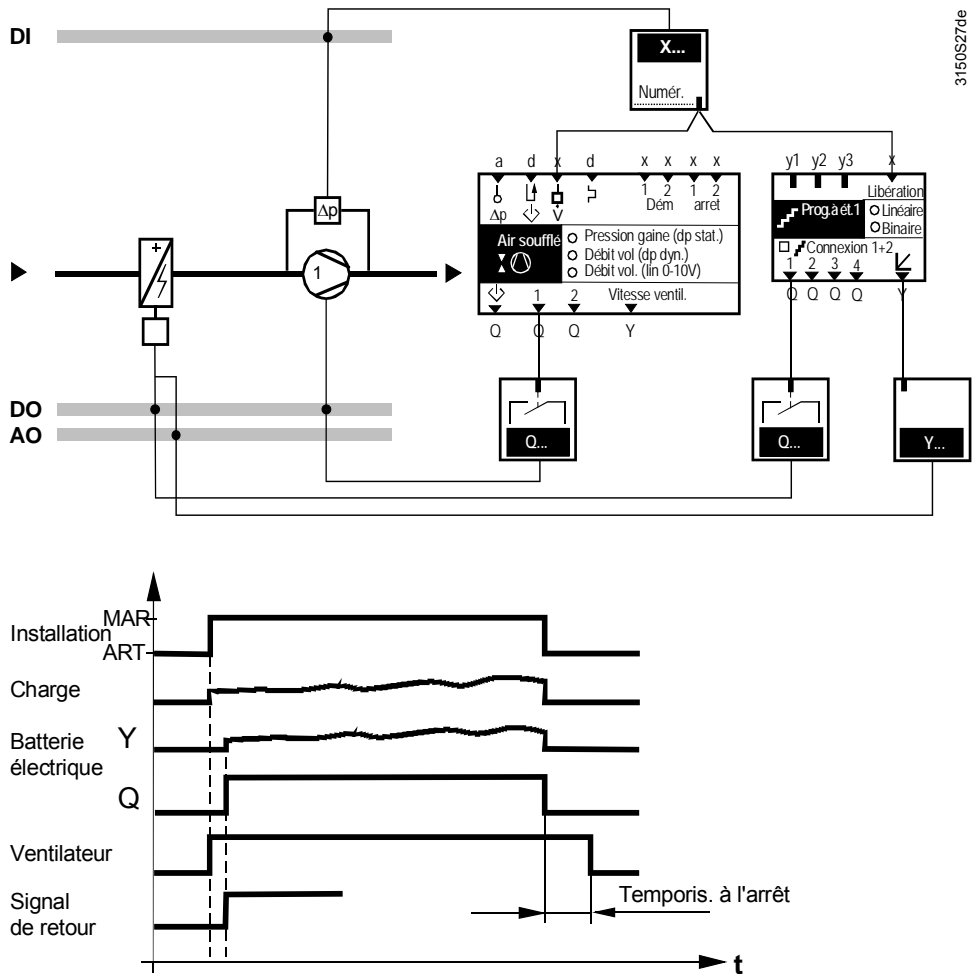 DI
3150S27de
X...
Numér.
a d x d x x x x
1 2 1 2
Dém arret
Δp V
Air soufflé
Pression gaine (dp stat.)
Débit vol (dp dyn.)
Débit vol. (lin 0-10V)
1 2 Vitesse ventil.
Q Q Q Y
y1 y2 y3 x
Libération
Prog.à ét.1
Linéaire
Binaire
Connexion 1+2
1 2 3 4
Q Q Q Q Y
Δp
+
1
DO
AO
Q...
Q...
Y...
MAR
Installation
ART
Charge
Batterie Y
électrique
Q
Ventilateur
Signal
de retour
Temporis. à l'arrêt
t